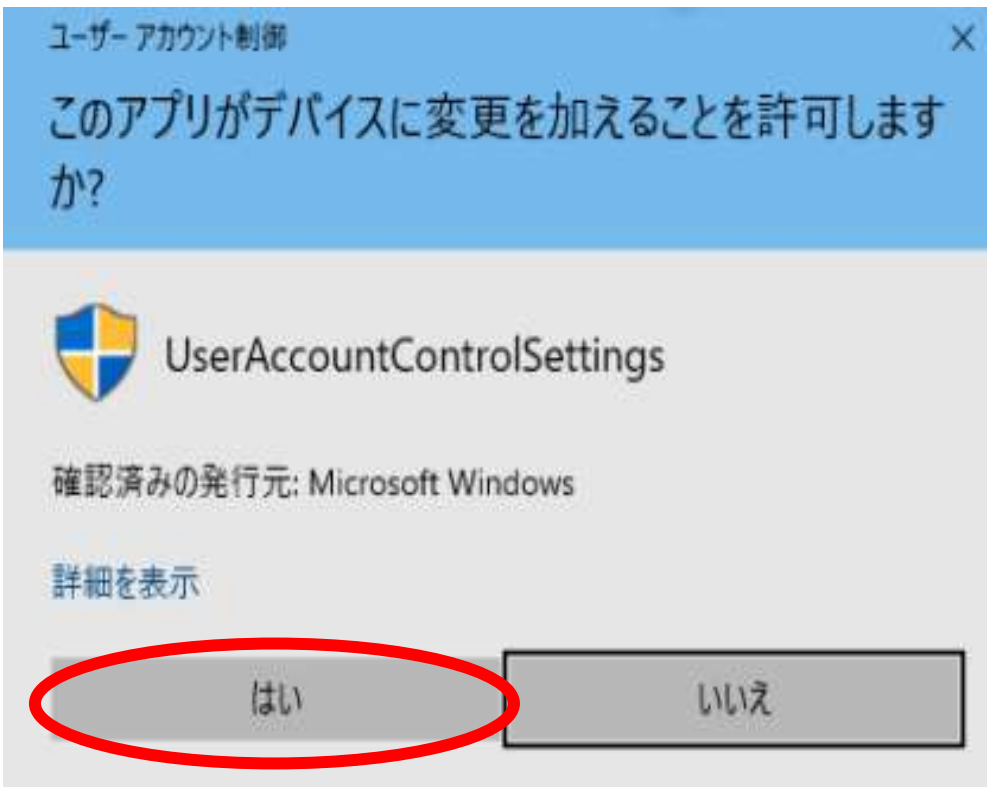 ユーザー アカウント制御
このアプリがデバイスに変更を加えることを許可します
か?
UserAccountControlSettings
確認済みの発行元: Microsoft Windows
詳細を表示
はい
いいえ